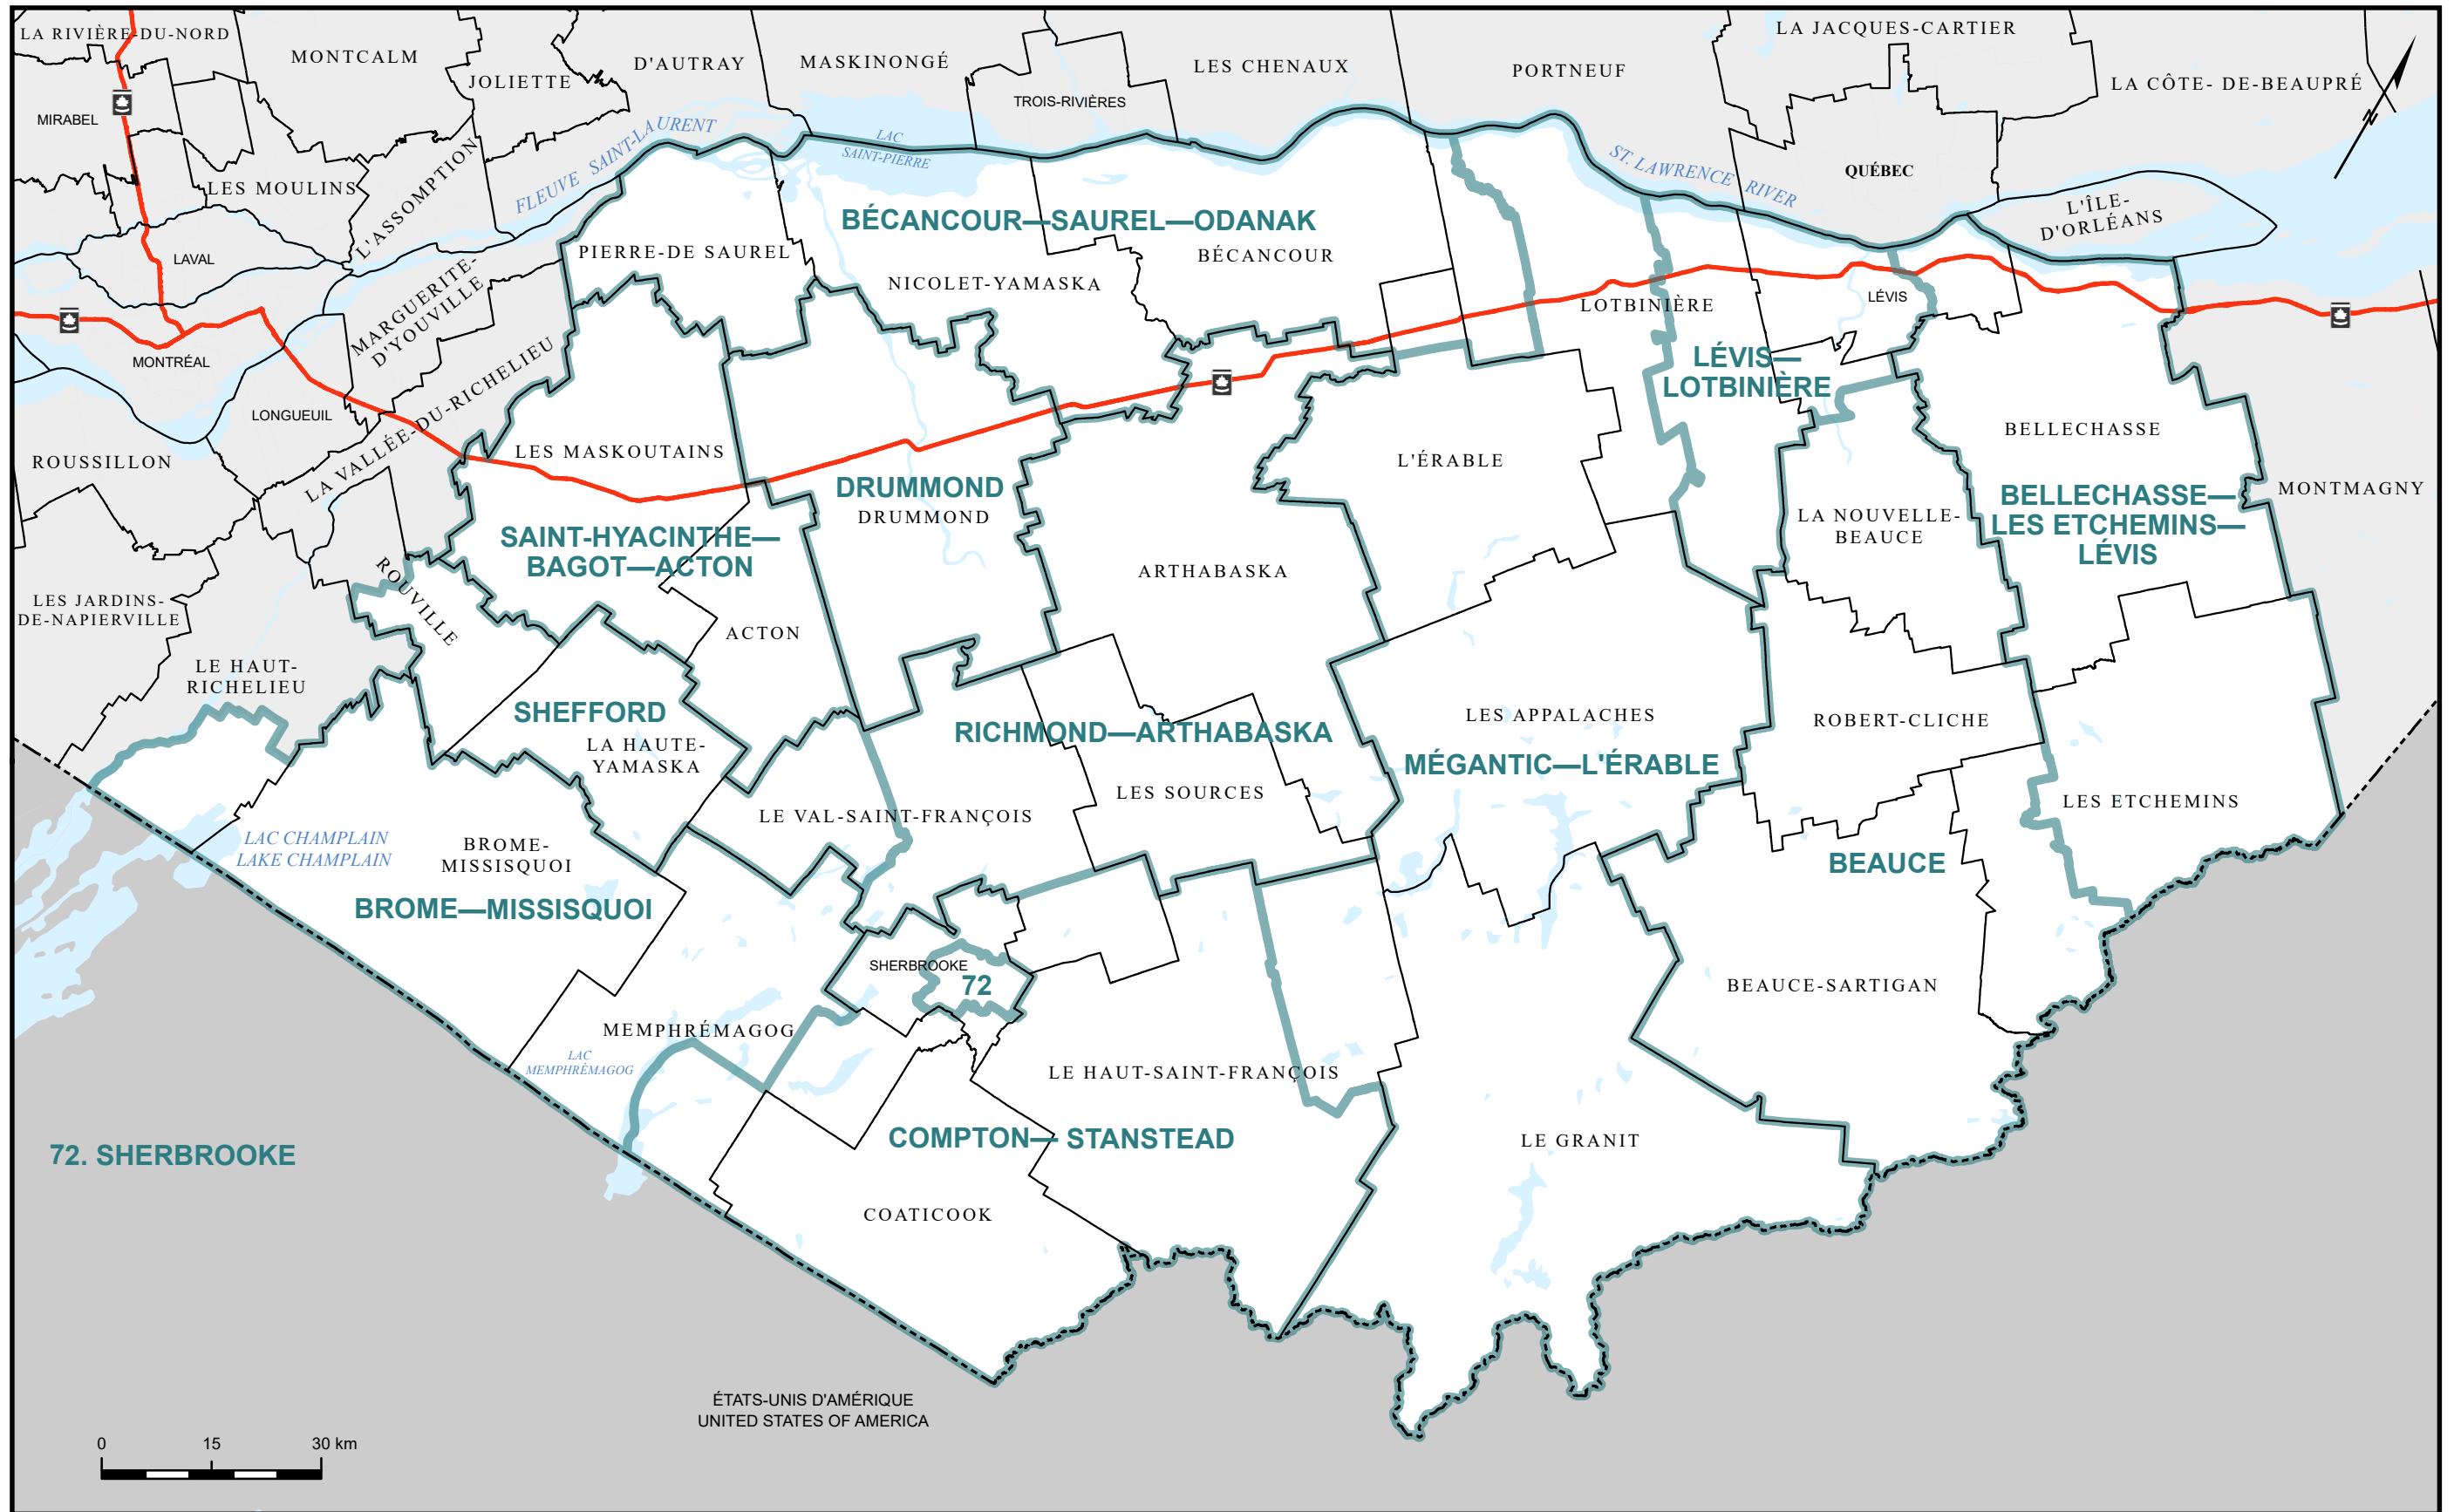 LA RIVIÈRE-DU-NORD
MONTCALM
JOLIETTE
D'AUTRAY
MASKINONGÉ
TROIS-RIVIÈRES
LES CHENAUX
PORTNEUF
LA JACQUES-CARTIER
LA CÔTE- DE-BEAUPRÉ
MIRABEL
LES MOULINS
L'ASSOMPTION
FLEUVE SAINT-LAURENT
LAC
SAINT-PIERRE
ST. LAWRENCE RIVER
QUÉBEC
L'ÎLE-
D'ORLÉANS
LAVAL
MONTRÉAL
LONGUEUIL
MARGUERITE-
D'YOUVILLE
LA VALLÉE-DU-RICHELIEU
PIERRE-DE SAUREL
BÉCANCOUR—SAUREL—ODANAK
BÉCANCOUR
NICOLET-YAMASKA
LOTBINIÈRE
LÉVIS
LÉVIS—
LOTBINIÈRE
ROUSSILLON
LES MASKOUTAINS
DRUMMOND
DRUMMOND
L'ÉRABLE
BELLECHASSE
BELLECHASSE—
LES ETCHEMINS—
LÉVIS
MONTMAGNY
SAINT-HYACINTHE—
BAGOT—ACTON
ARTHABASKA
LA NOUVELLE-
BEAUCE
LES JARDINS-
DE-NAPIERVILLE
ROUVILLE
ACTON
LE HAUT-
RICHELIEU
SHEFFORD
LA HAUTE-
YAMASKA
RICHMOND—ARTHABASKA
LES APPALACHES
MÉGANTIC—L'ÉRABLE
ROBERT-CLICHE
LES SOURCES
LE VAL-SAINT-FRANÇOIS
LES ETCHEMINS
LAC CHAMPLAIN
LAKE CHAMPLAIN
BROME-
MISSISQUOI
BROME—MISSISQUOI
BEAUCE
SHERBROOKE
72
BEAUCE-SARTIGAN
MEMPHRÉMAGOG
LAC
MEMPHRÉMAGOG
LE HAUT-SAINT-FRANÇOIS
COMPTON— STANSTEAD
LE GRANIT
72. SHERBROOKE
COATICOOK
ÉTATS-UNIS D'AMÉRIQUE
UNITED STATES OF AMERICA
0 15 30 km